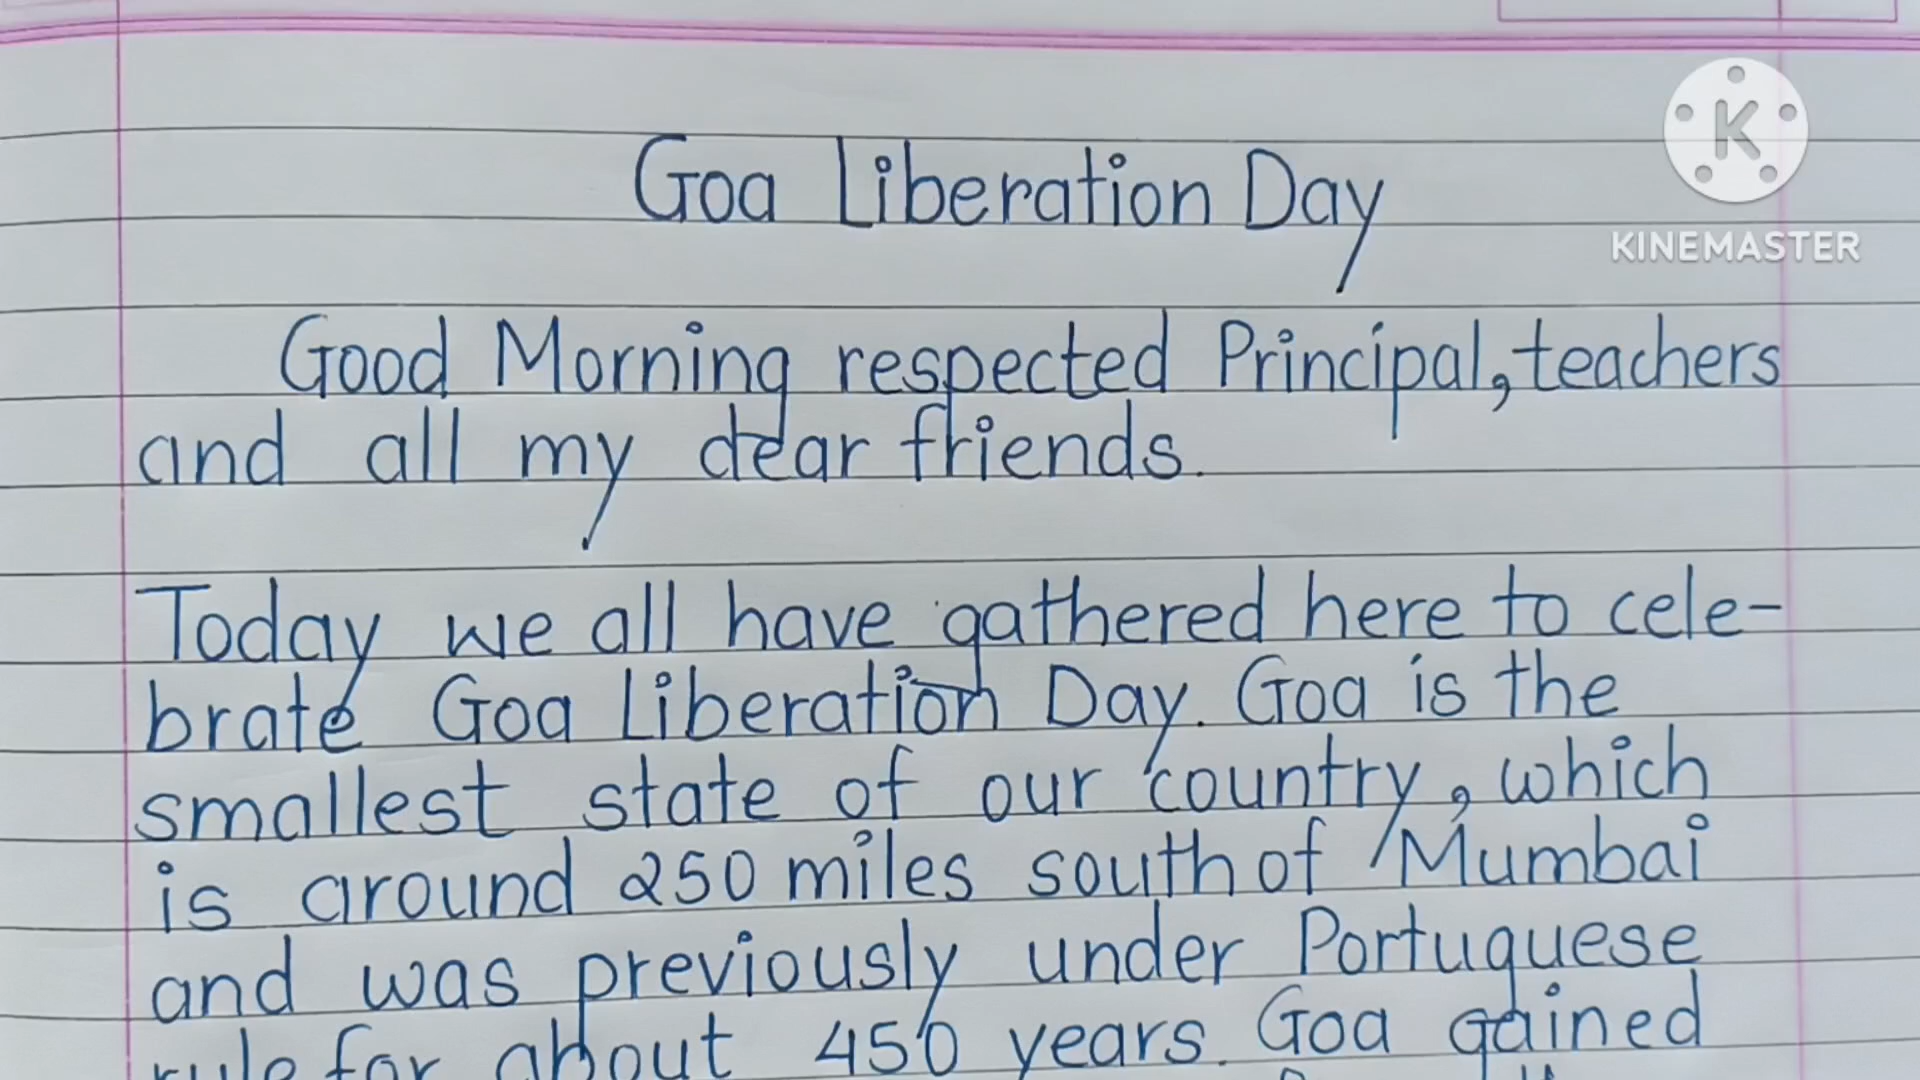 Goa Liberation Day
KINEMASTER
Good Morning respected Principal, teachers
and all my dear friends.
Today we all have gathered here to cele-
brate Goa Liberation Day. Goa is the
smallest state of our country, which
is around 250 miles south of Mumbai
and was previously under Portuguese
rule for about 450 years. Goa gained